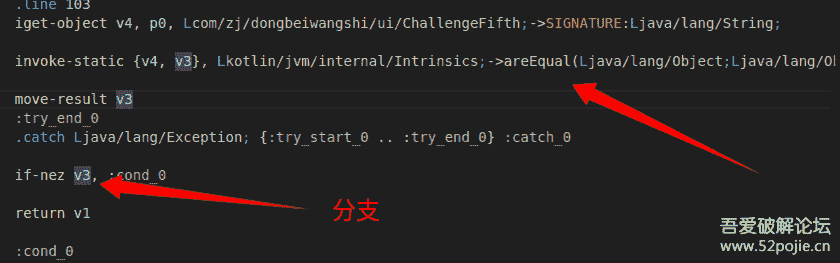 .line 103
iget-object v4, p0, Lcom/zj/dongbeiwangshi/ui/ChallengeFifth;->SIGNATURE:Ljava/lang/String;
invoke-static {v4, v3}, Lkotlin/jvm/internal/Intrinsics;->areEqual(Ljava/lang/Object;Ljava/lang/Ob
move-result v3
:try_end_0
.catch Ljava/lang/Exception; {:try_start_0 .. :try_end_0} :catch_0
if-nez v3, :cond_0
分支
return v1
:cond_0
吾爱破解论坛
www.52pojie.cn